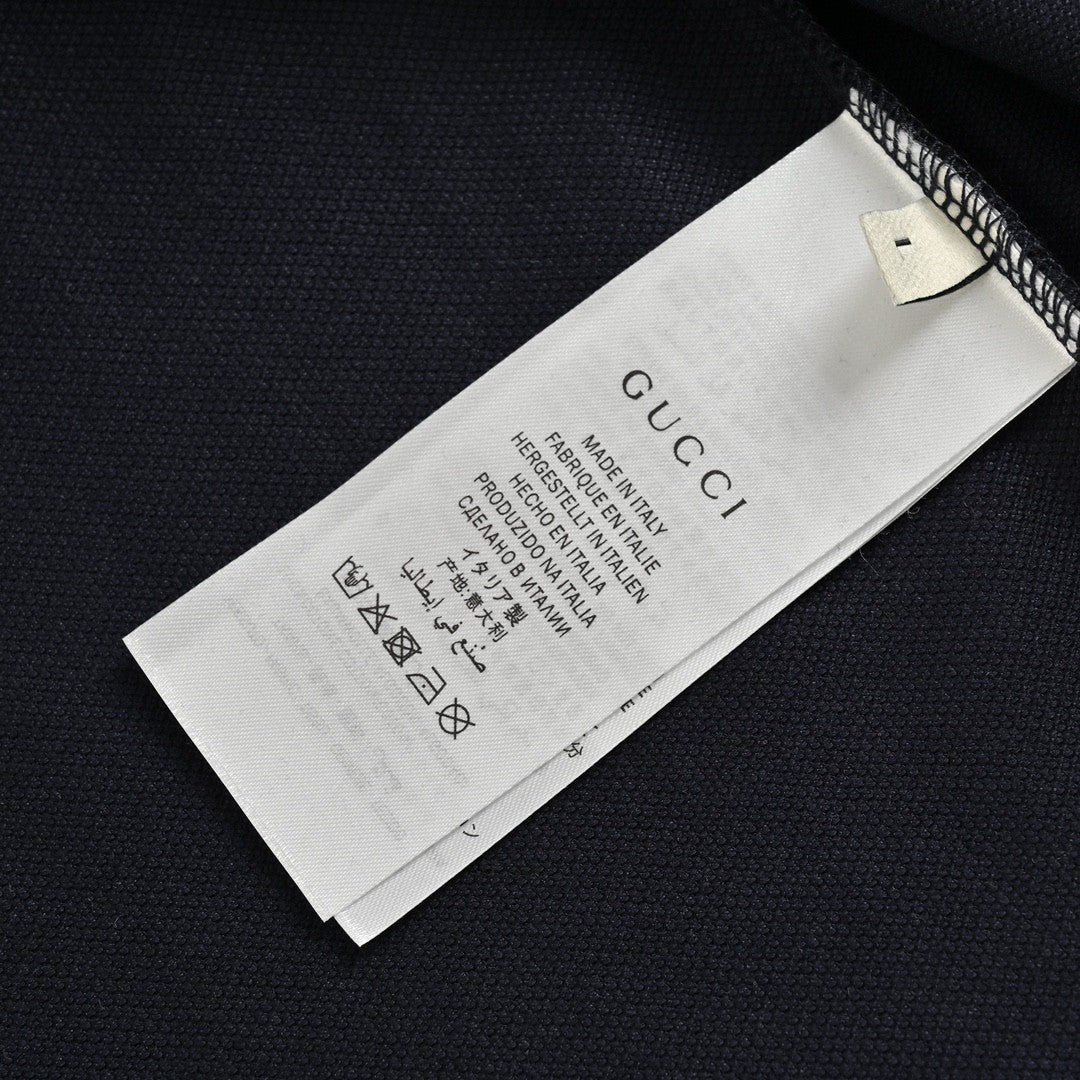 GUCCI
MADE IN ITALY
FABRIQUE EN ITALIE
HERGESTELLT IN ITALIEN
HECHO EN ITALIA
PRODUZIDO NA ITALIA
СДЕЛАНО В ИТАЛИИ
イタリア製
产地:意大利
صنع في إيطاليا